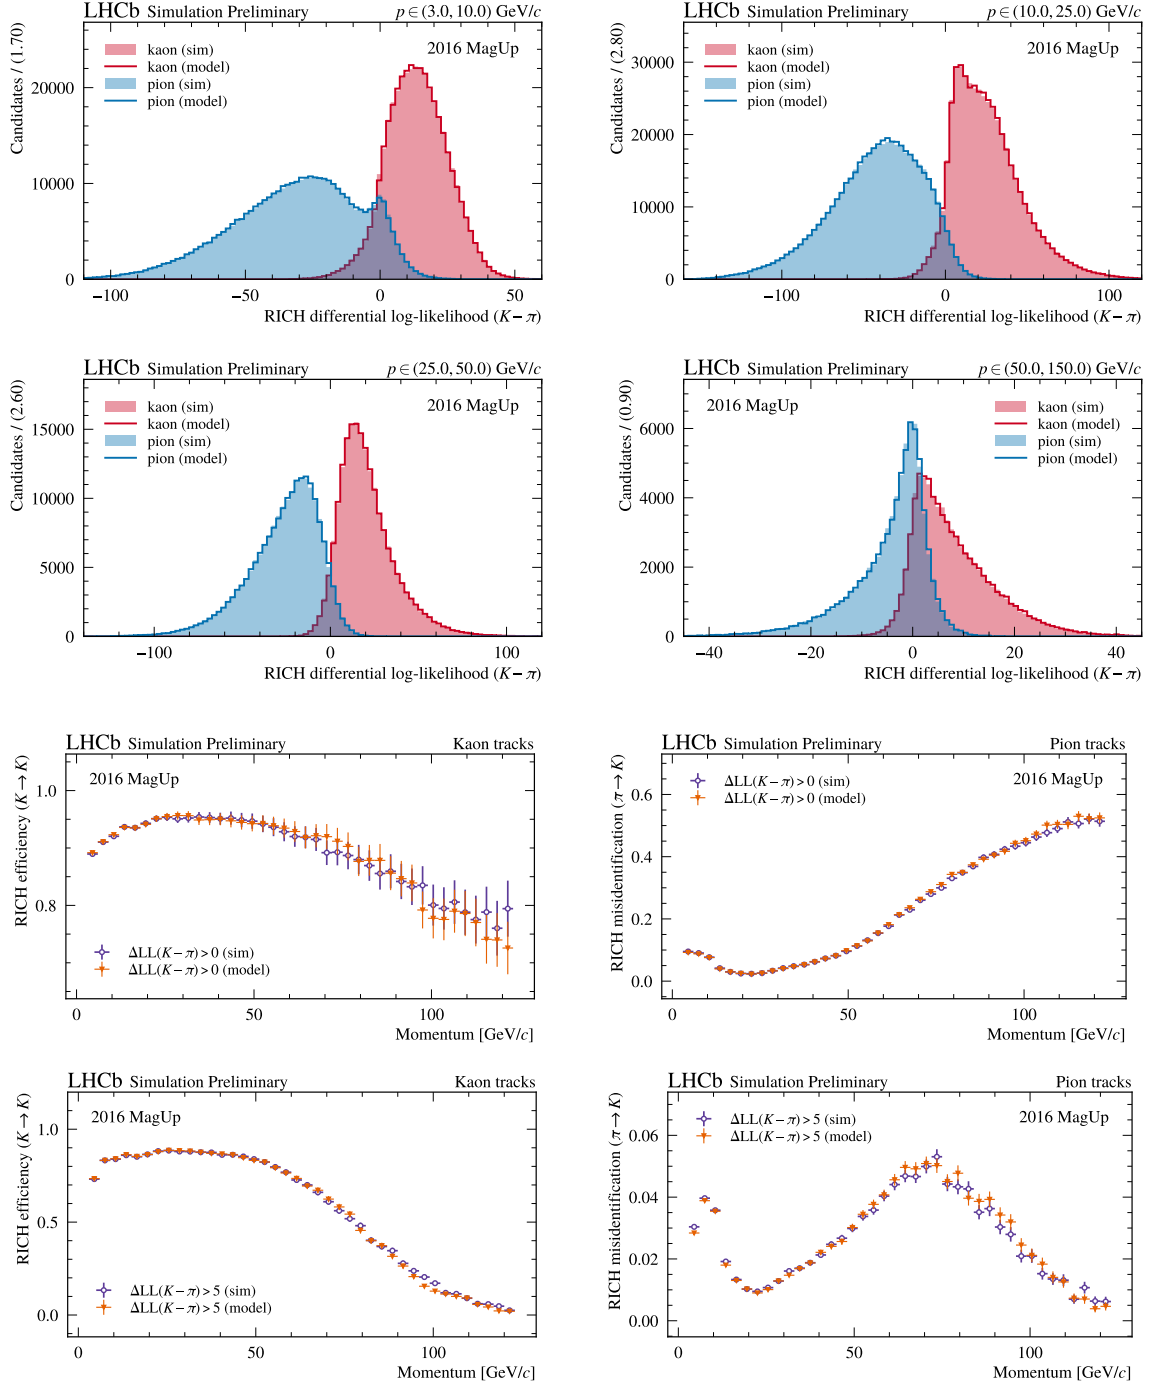 LHCb Simulation Preliminary p ∈ (3.0, 10.0) GeV/c
2016 MagUp
kaon (sim)
kaon (model)
pion (sim)
pion (model)
Candidates / (1.70)
20000
10000
0
−100 −50 0 50
RICH differential log-likelihood (K − π)
LHCb Simulation Preliminary p ∈ (10.0, 25.0) GeV/c
2016 MagUp
kaon (sim)
kaon (model)
pion (sim)
pion (model)
Candidates / (2.80)
30000
20000
10000
0
−100 0 100
RICH differential log-likelihood (K − π)
LHCb Simulation Preliminary p ∈ (25.0, 50.0) GeV/c
2016 MagUp
kaon (sim)
kaon (model)
pion (sim)
pion (model)
Candidates / (2.60)
15000
10000
5000
0
−100 0 100
RICH differential log-likelihood (K − π)
LHCb Simulation Preliminary p ∈ (50.0, 150.0) GeV/c
2016 MagUp
kaon (sim)
kaon (model)
pion (sim)
pion (model)
Candidates / (0.90)
6000
4000
2000
0
−40 −20 0 20 40
RICH differential log-likelihood (K − π)
LHCb Simulation Preliminary Kaon tracks
2016 MagUp
RICH efficiency (K → K)
1.0
0.8
ΔLL(K − π) > 0 (sim)
ΔLL(K − π) > 0 (model)
0 50 100
Momentum [GeV/c]
LHCb Simulation Preliminary Pion tracks
ΔLL(K − π) > 0 (sim)
ΔLL(K − π) > 0 (model)
2016 MagUp
RICH misidentification (π → K)
0.6
0.4
0.2
0.0
0 50 100
Momentum [GeV/c]
LHCb Simulation Preliminary Kaon tracks
2016 MagUp
RICH efficiency (K → K)
1.0
0.5
0.0
ΔLL(K − π) > 5 (sim)
ΔLL(K − π) > 5 (model)
0 50 100
Momentum [GeV/c]
LHCb Simulation Preliminary Pion tracks
ΔLL(K − π) > 5 (sim)
ΔLL(K − π) > 5 (model)
2016 MagUp
RICH misidentification (π → K)
0.06
0.04
0.02
0.00
0 50 100
Momentum [GeV/c]